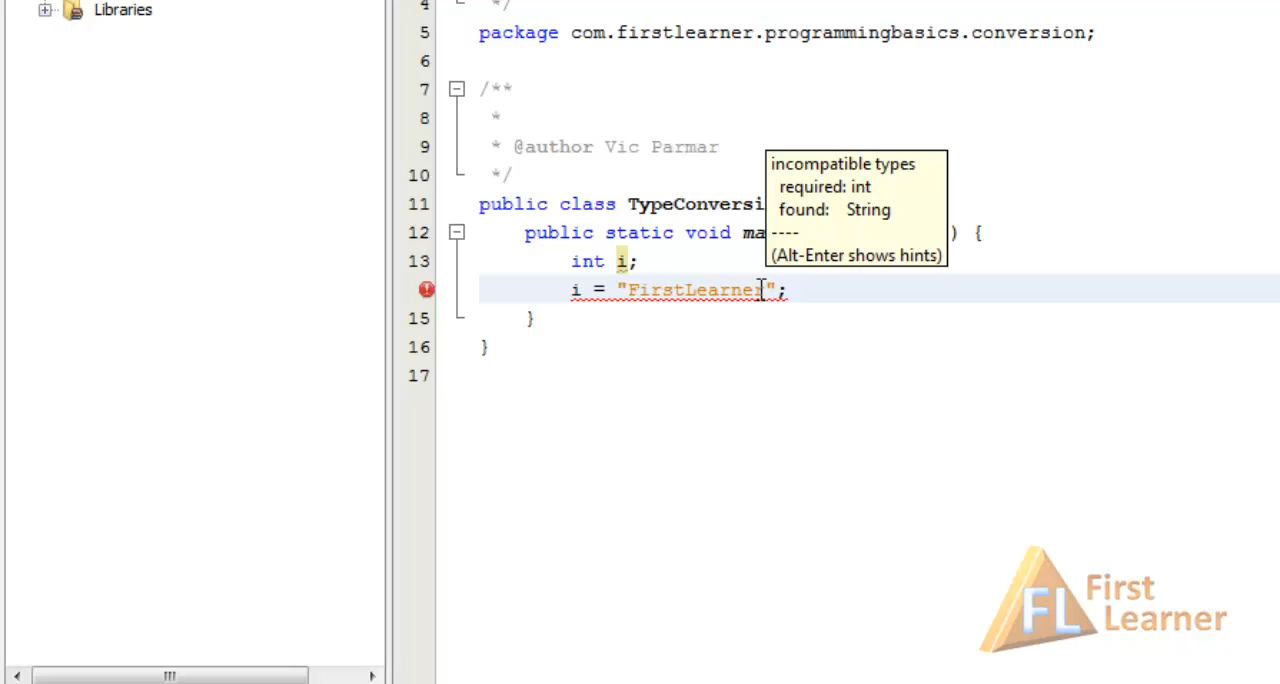 Libraries
4 */
5 package com.firstlearner.programmingbasics.conversion;
6
7 /**
8 *
9 * @author Vic Parmar
10 */
11 public class TypeConversi
12 public static void ma ) {
13 int i;
i = "FirstLearner";
15 }
16 }
17
incompatible types
required: int
found: String
----
(Alt-Enter shows hints)
FL
First
Learner